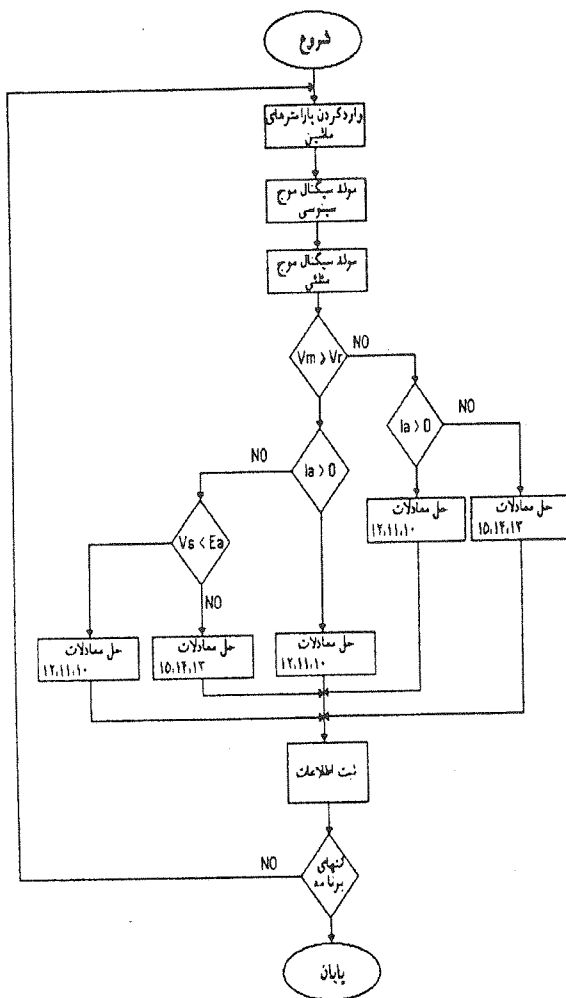 شروع
واردکردن پارامترهای
ماشین
مولد سیگنال موج
سینوسی
مولد سیگنال موج
مثلثی
Vm ⩾ Vr
NO
Ia > 0
NO
Ia > 0
NO
حل معادلات
۱۲،۱۱،۱۰
حل معادلات
۱۵،۱۴،۱۳
Vs < Ea
NO
حل معادلات
۱۲،۱۱،۱۰
حل معادلات
۱۵،۱۴،۱۳
حل معادلات
۱۲،۱۱،۱۰
ثبت اطلاعات
NO
برنامه
پایان